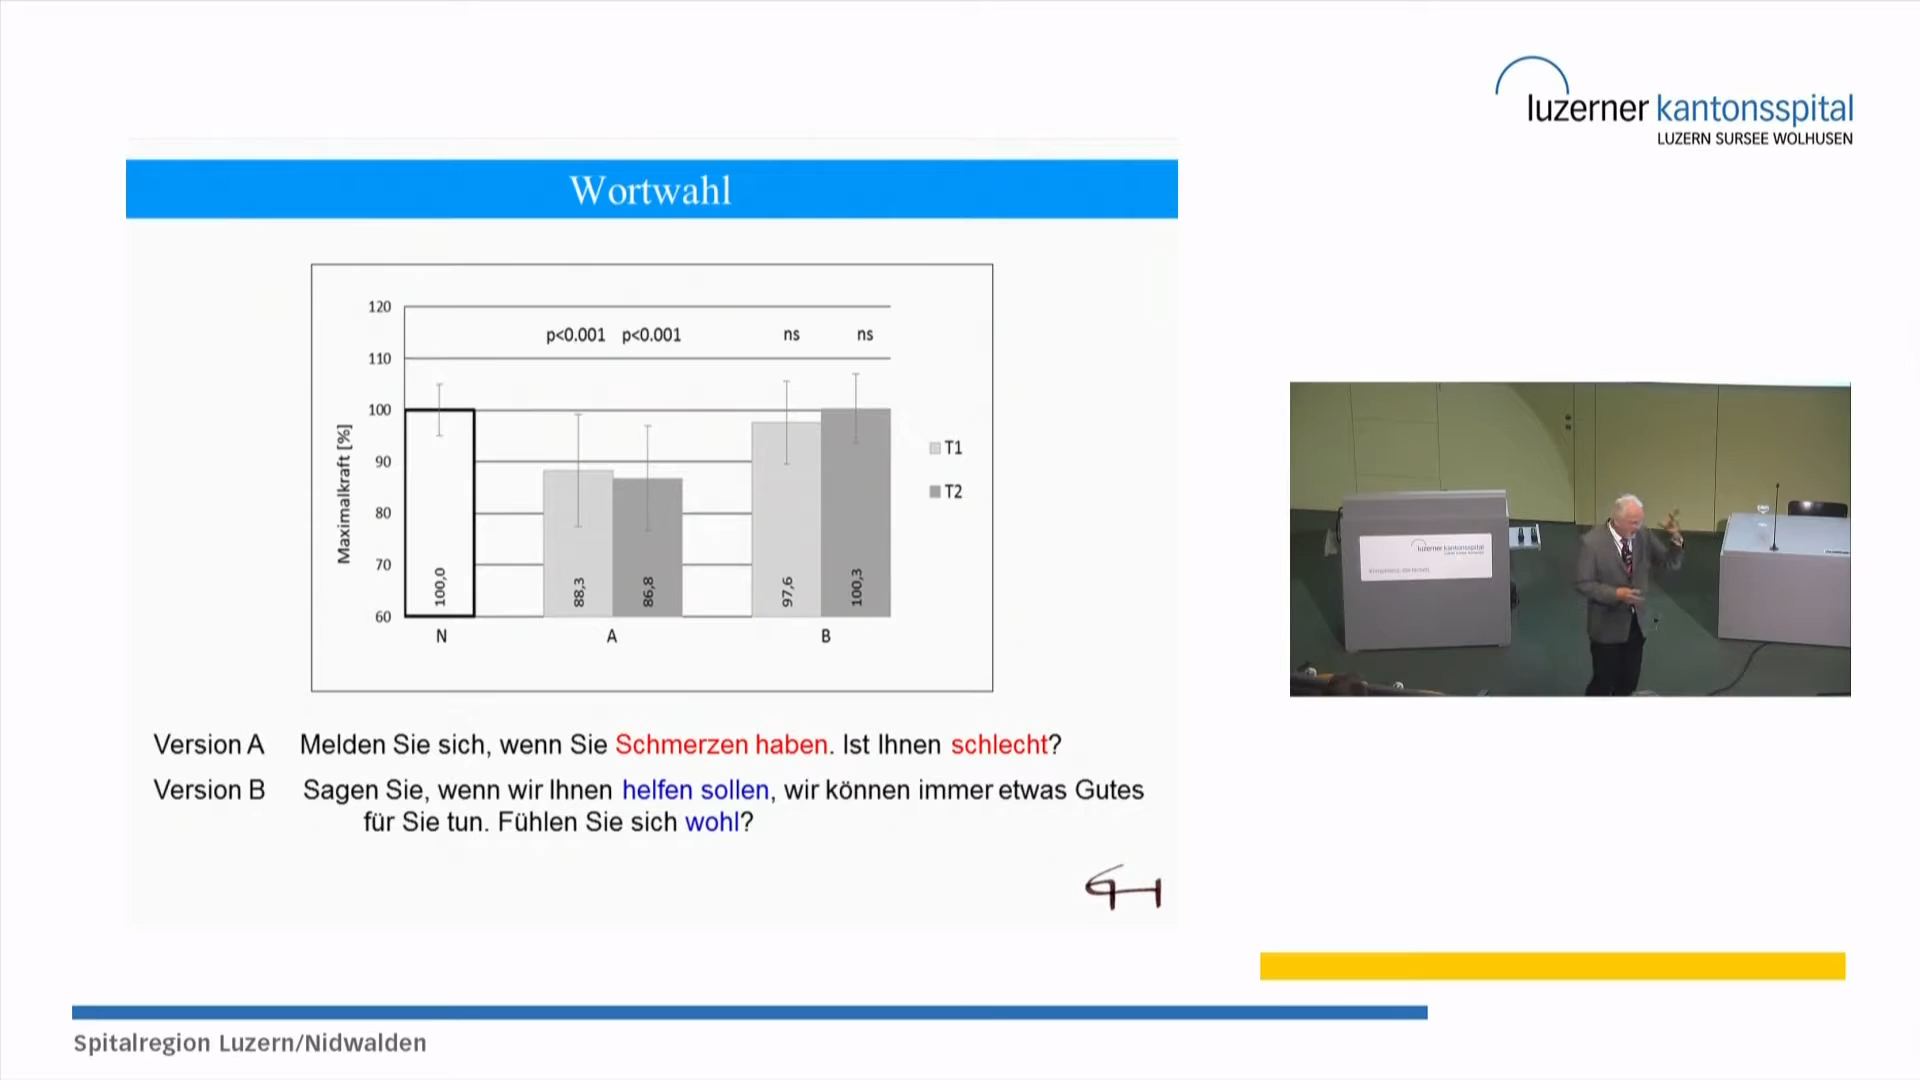 luzerner kantonsspital
LUZERN SURSEE WOLHUSEN
Wortwahl
120
110
100
90
80
70
60
Maximalkraft [%]
p<0.001 p<0.001 ns ns
100,0
88,3
86,8
97,6
100,3
N A B
T1
T2
Version A Melden Sie sich, wenn Sie Schmerzen haben. Ist Ihnen schlecht?
Version B Sagen Sie, wenn wir Ihnen helfen sollen, wir können immer etwas Gutes
für Sie tun. Fühlen Sie sich wohl?
luzerner kantonsspital
Spitalregion Luzern/Nidwalden